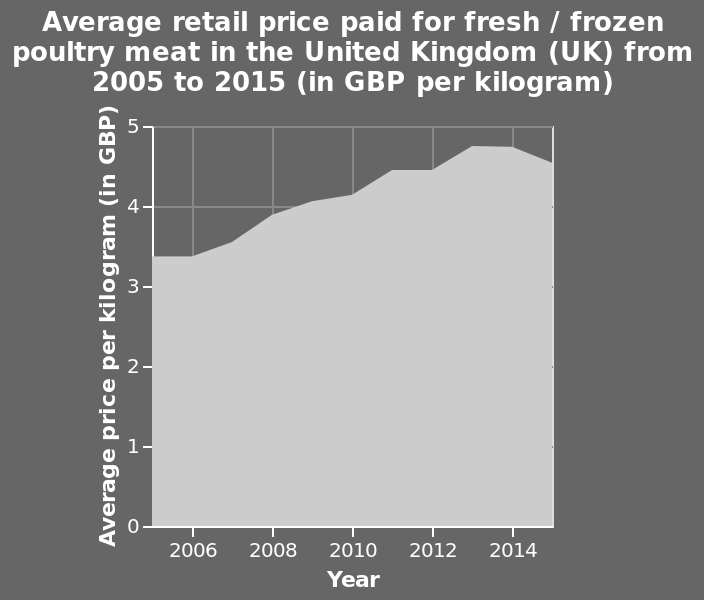 Average retail price paid for fresh / frozen
poultry meat in the United Kingdom (UK) from
2005 to 2015 (in GBP per kilogram)
Average price per kilogram (in GBP)
5
4
3
2
1
0
2006 2008 2010 2012 2014
Year